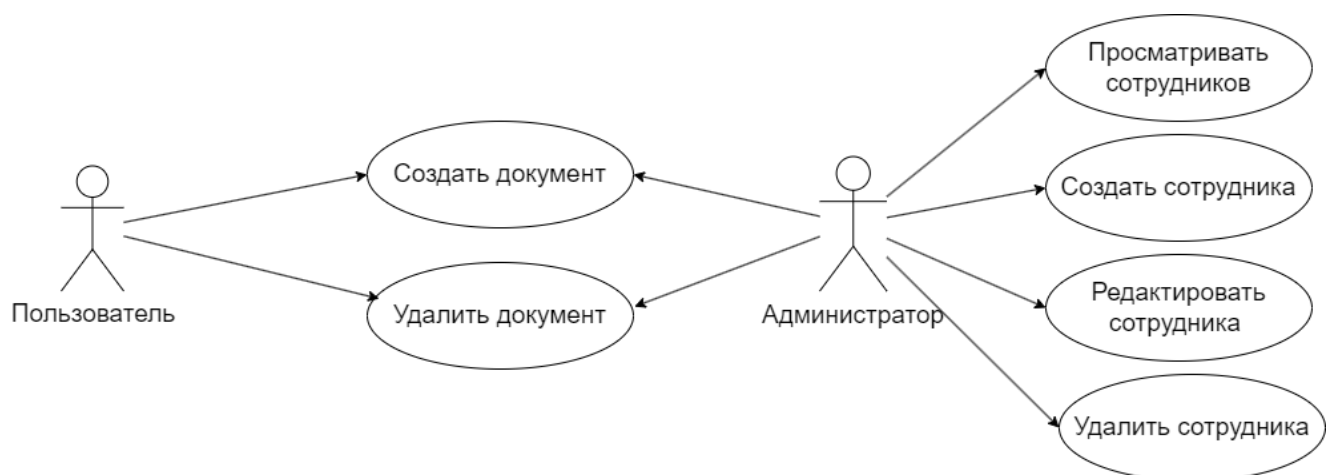 Просматривать
сотрудников
Создать документ
Создать сотрудника
Редактировать
сотрудника
Пользователь
Удалить документ
Администратор
Удалить сотрудника